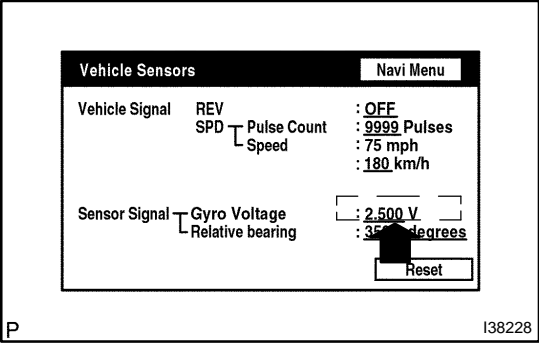 Vehicle Sensors Navi Menu
Vehicle Signal REV : OFF
SPD Pulse Count : 9999 Pulses
Speed : 75 mph
: 180 km/h
Sensor Signal Gyro Voltage : 2.500 V
Relative bearing : degrees
Reset
P I38228